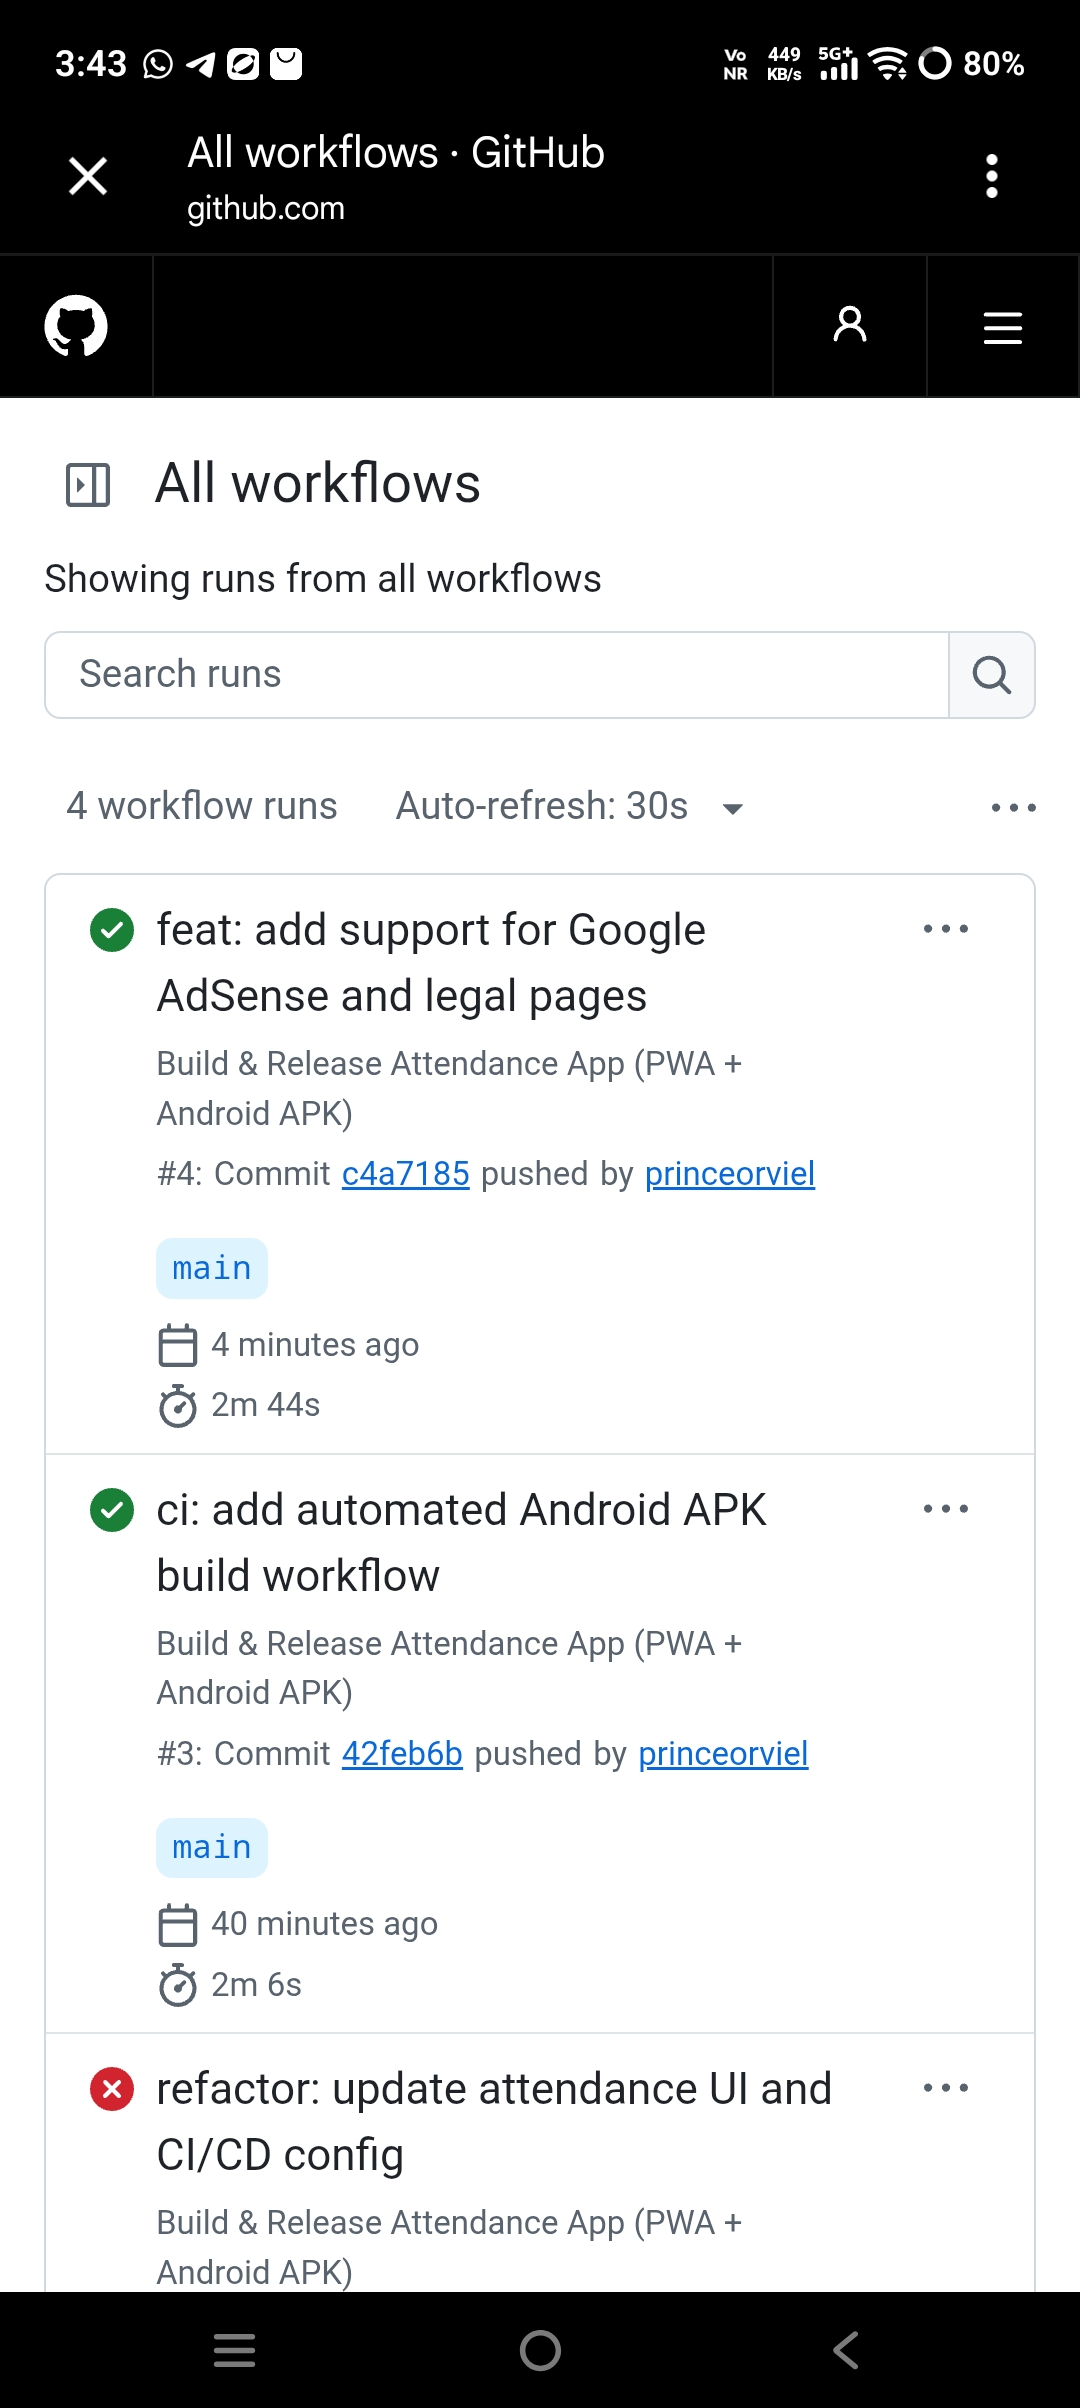 3:43
Vo NR
449 KB/s
5G+
80%
All workflows · GitHub
github.com
All workflows
Showing runs from all workflows
Search runs
4 workflow runs
Auto-refresh: 30s
feat: add support for Google
AdSense and legal pages
Build & Release Attendance App (PWA +
Android APK)
#4: Commit c4a7185 pushed by princeorviel
main
4 minutes ago
2m 44s
ci: add automated Android APK
build workflow
Build & Release Attendance App (PWA +
Android APK)
#3: Commit 42feb6b pushed by princeorviel
main
40 minutes ago
2m 6s
refactor: update attendance UI and
CI/CD config
Build & Release Attendance App (PWA +
Android APK)